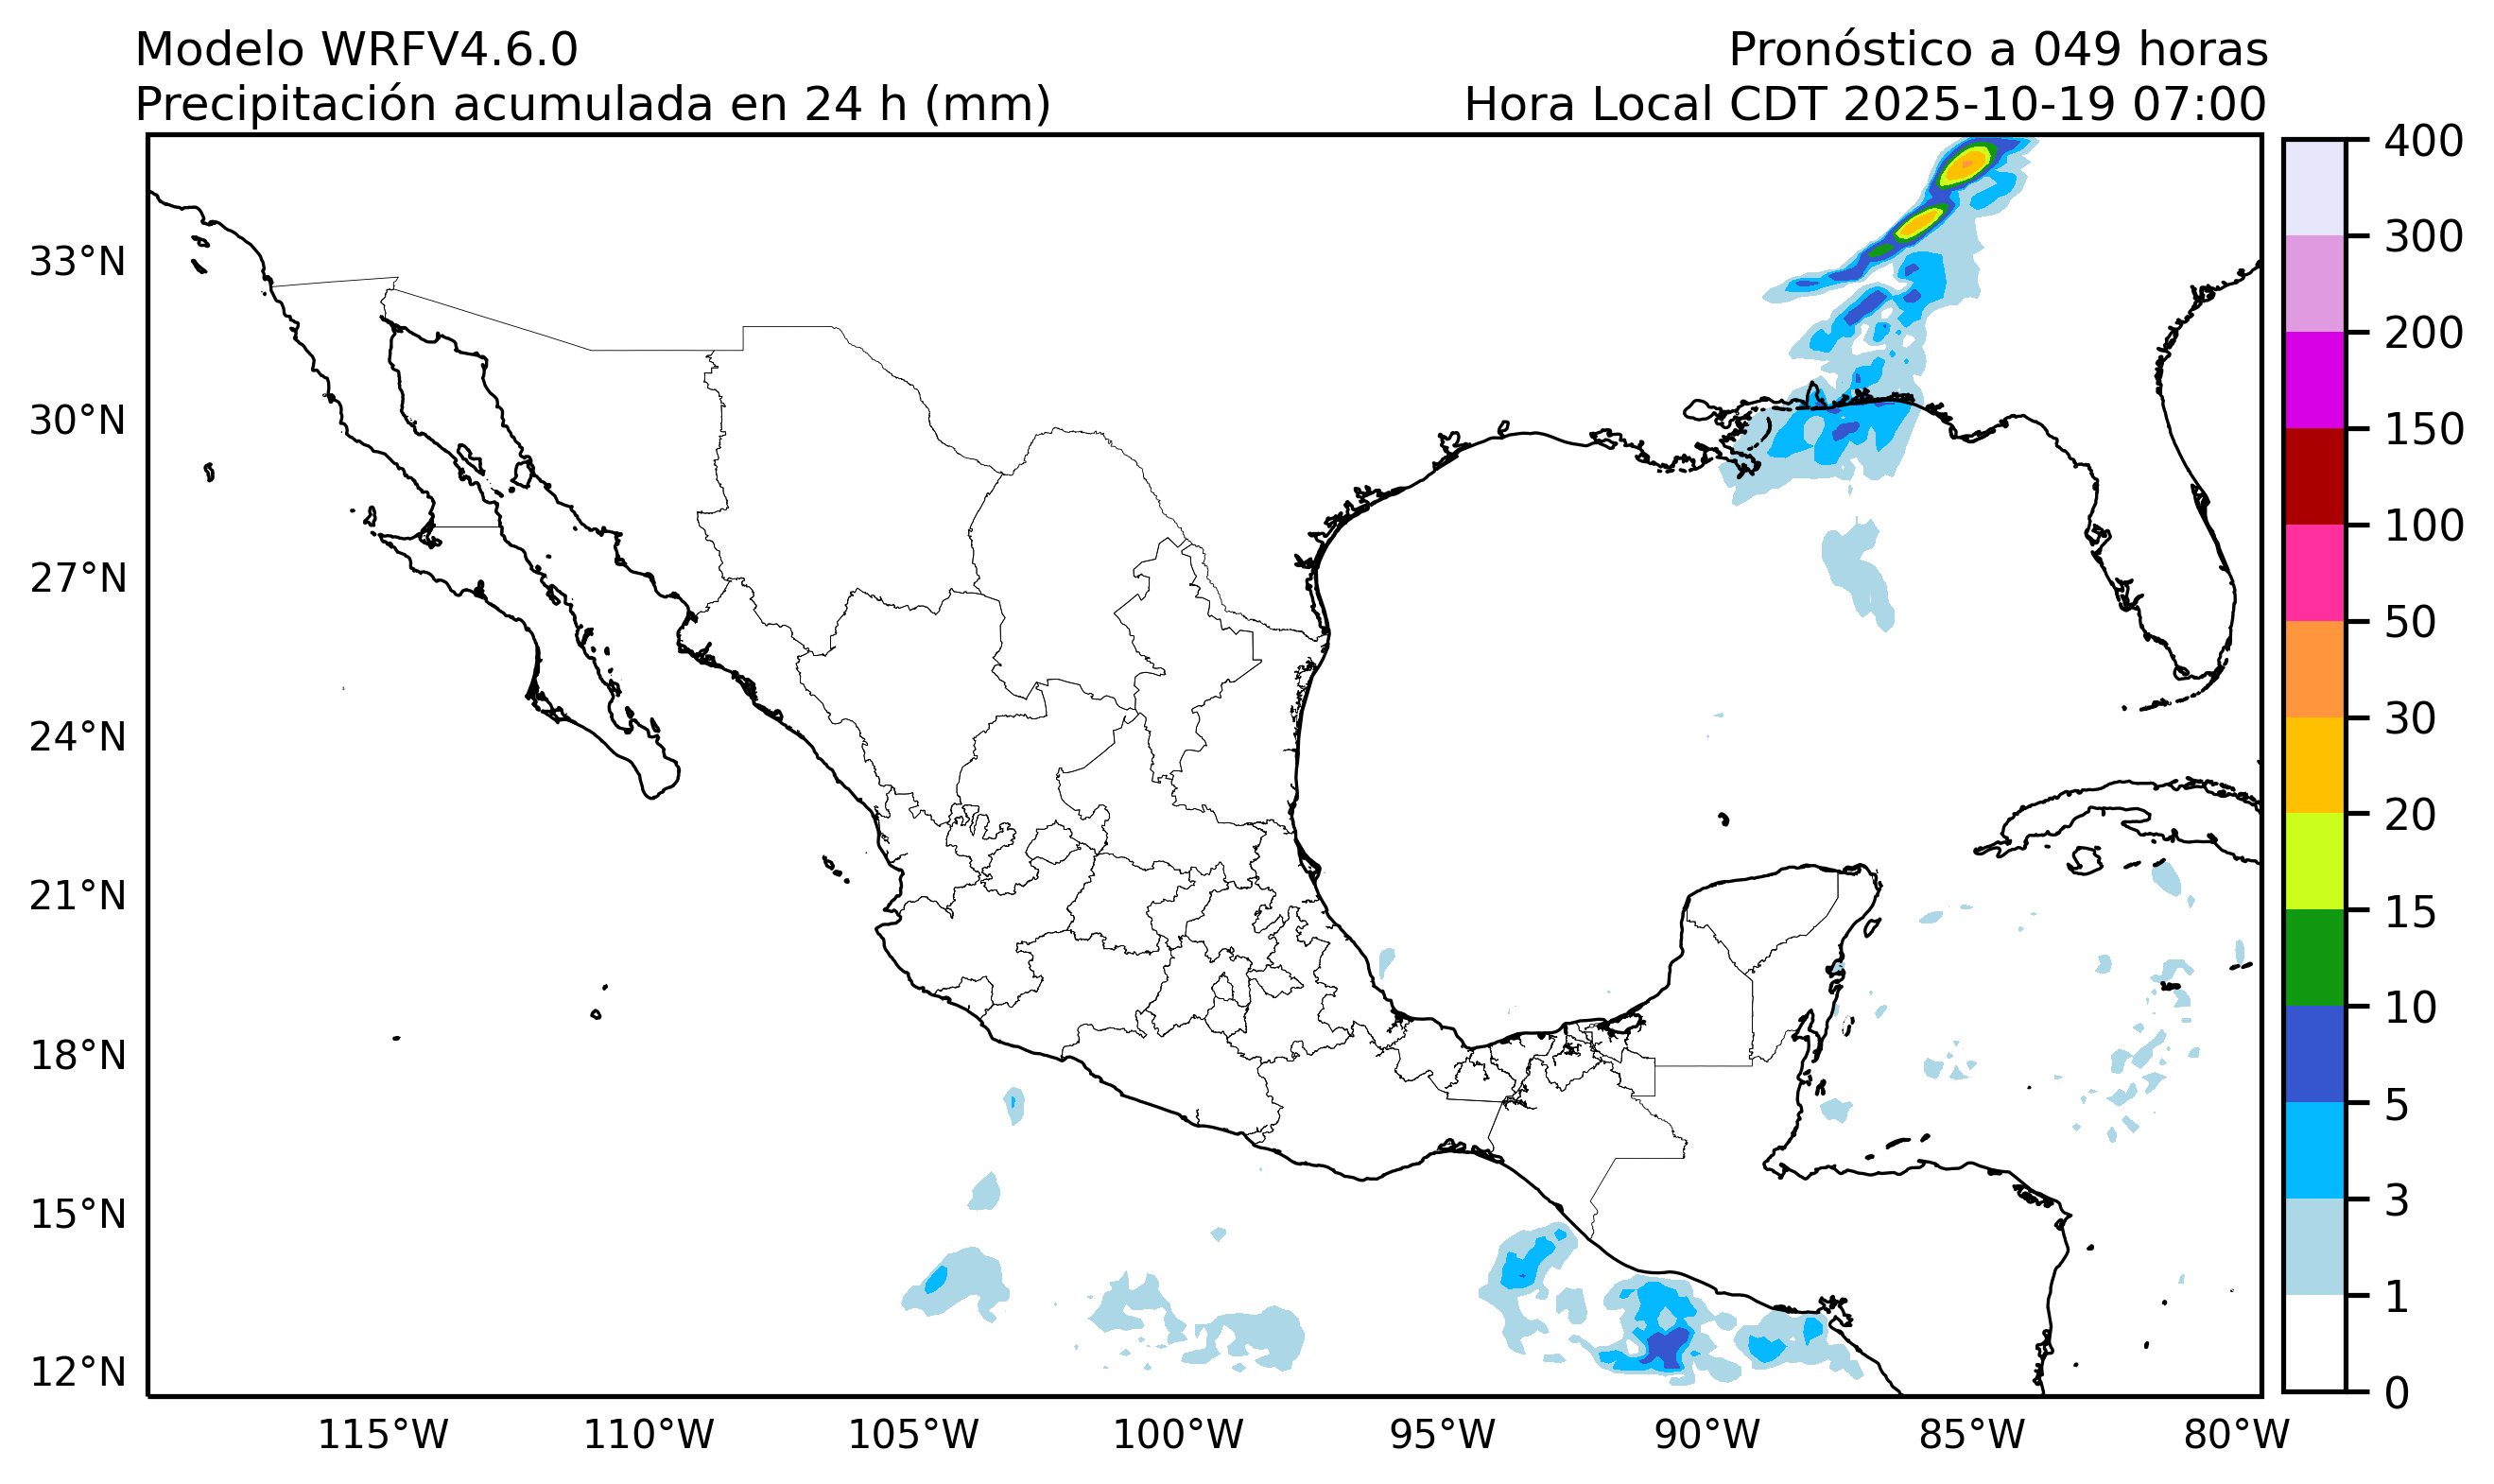 Modelo WRFV4.6.0
Pronóstico a 049 horas
Precipitación acumulada en 24 h (mm)
Hora Local CDT 2025-10-19 07:00
33°N
30°N
27°N
24°N
21°N
18°N
15°N
12°N
115°W
110°W
105°W
100°W
95°W
90°W
85°W
80°W
400
300
200
150
100
50
30
20
15
10
5
3
1
0